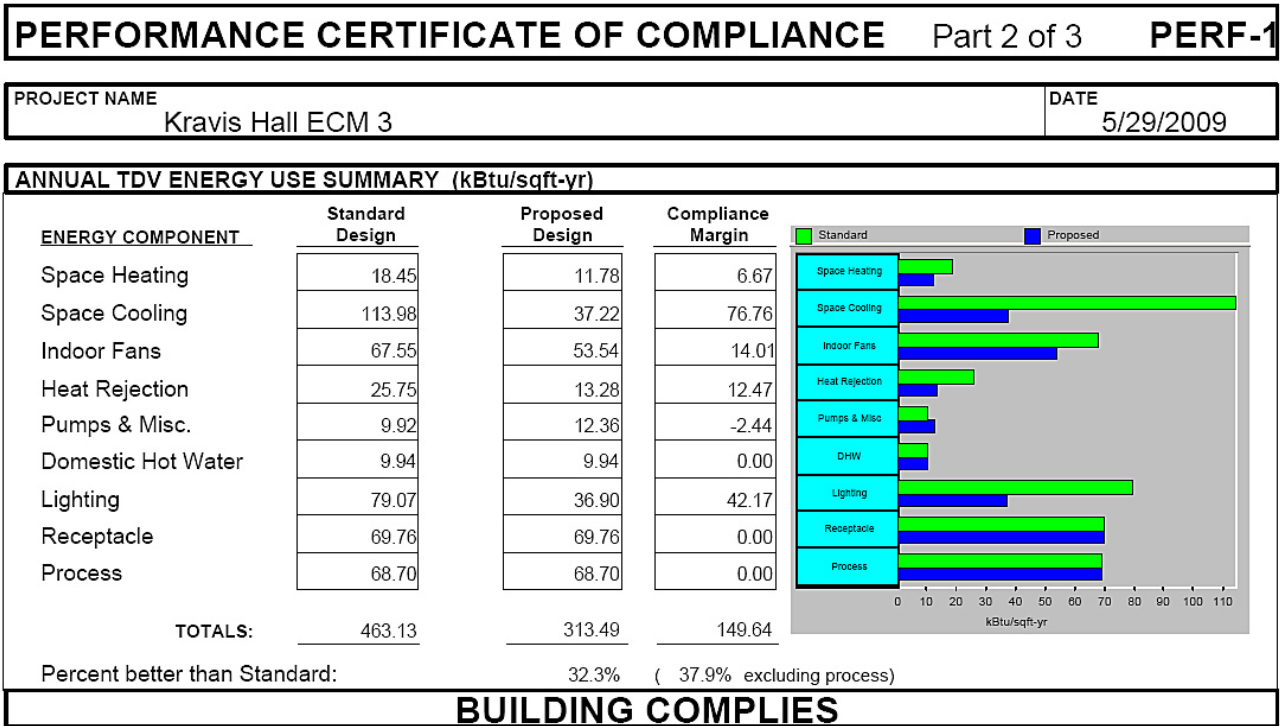 PERFORMANCE CERTIFICATE OF COMPLIANCE Part 2 of 3 PERF-1
PROJECT NAME DATE
Kravis Hall ECM 3 5/29/2009
ANNUAL TDV ENERGY USE SUMMARY (kBtu/sqft-yr)
Standard Proposed Compliance
ENERGY COMPONENT Design Design Margin
Space Heating 18.45 11.78 6.67
Space Cooling 113.98 37.22 76.76
Indoor Fans 67.55 53.54 14.01
Heat Rejection 25.75 13.28 12.47
Pumps & Misc. 9.92 12.36 -2.44
Domestic Hot Water 9.94 9.94 0.00
Lighting 79.07 36.90 42.17
Receptacle 69.76 69.76 0.00
Process 68.70 68.70 0.00
TOTALS: 463.13 313.49 149.64
Standard Proposed
Space Heating
Space Cooling
Indoor Fans
Heat Rejection
Pumps & Misc
DHW
Lighting
Receptacle
Process
0 10 20 30 40 50 60 70 80 90 100 110
kBtu/sqft-yr
Percent better than Standard: 32.3% ( 37.9% excluding process)
BUILDING COMPLIES